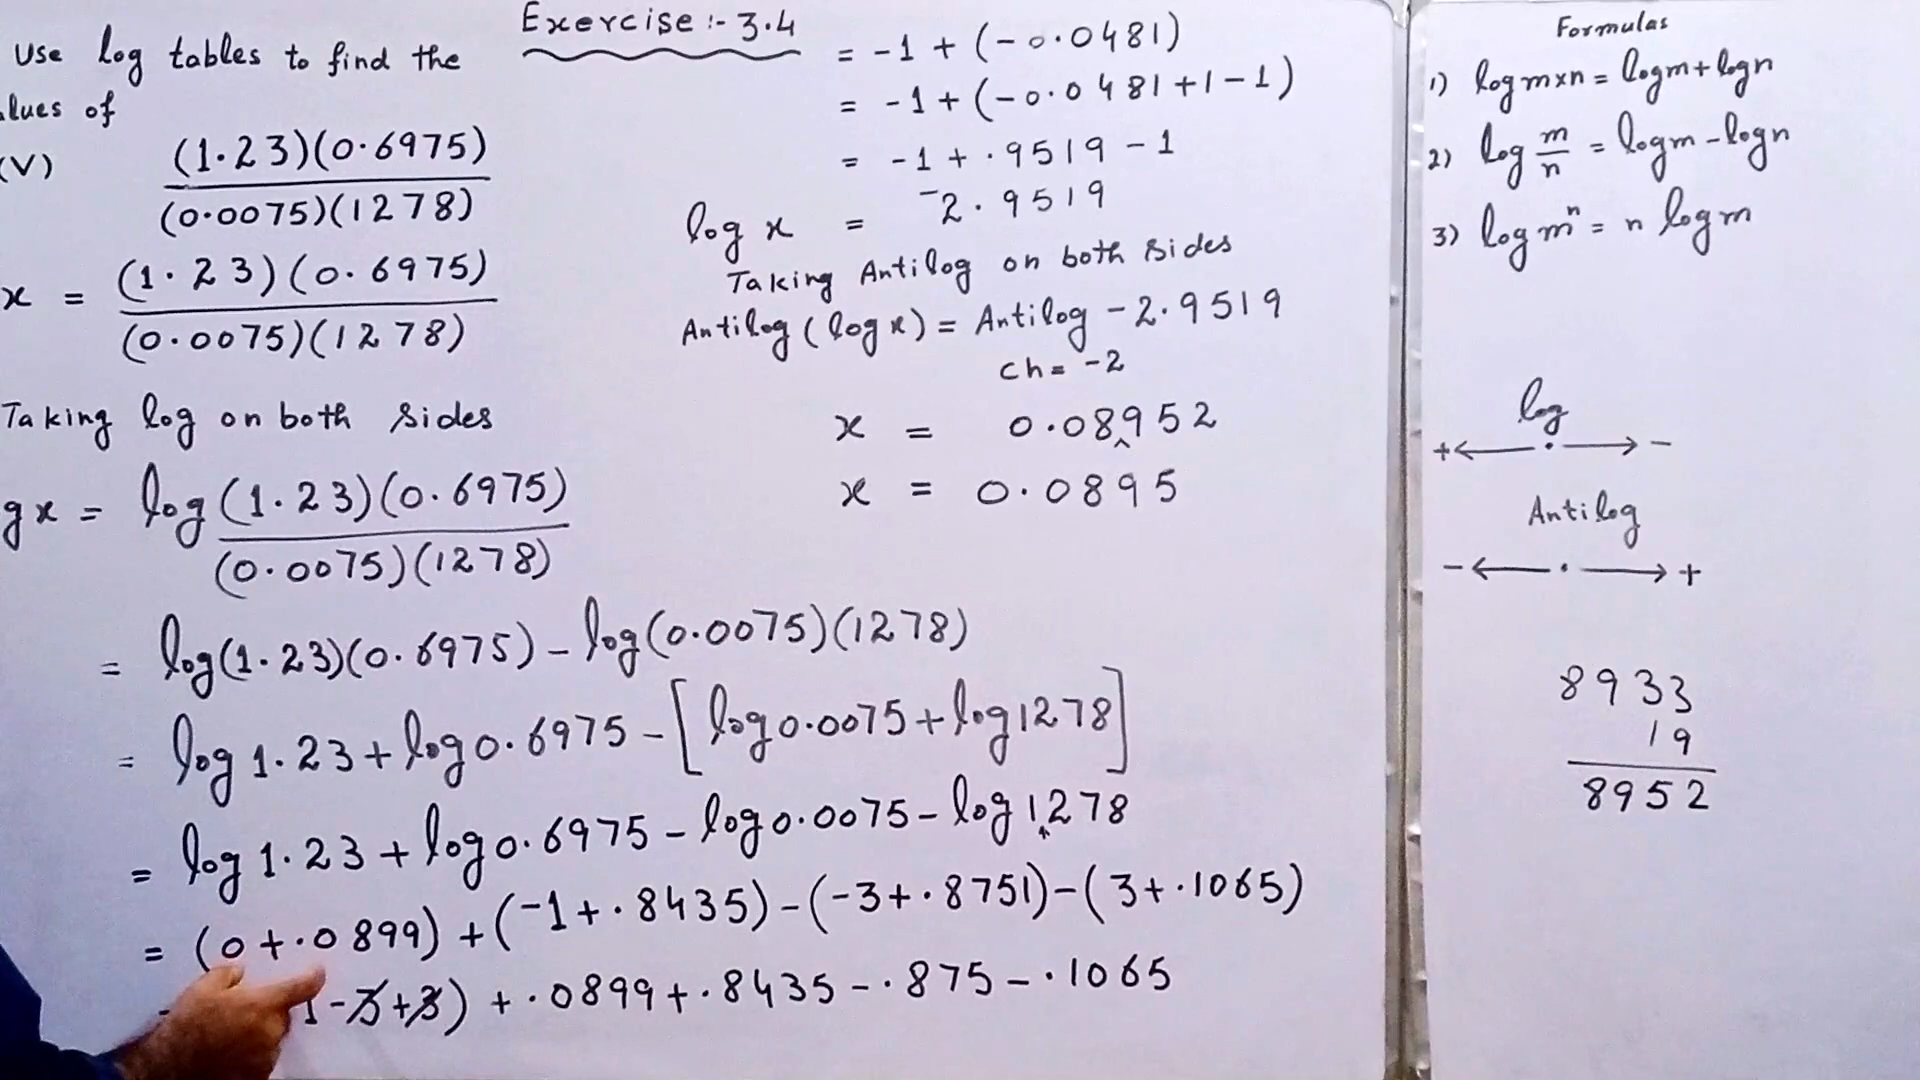 Exercise :- 3.4
Use log tables to find the
lues of
(V) (1.23)(0.6975)
(0.0075)(1278)
x = (1.23)(0.6975)
(0.0075)(1278)
Taking log on both sides
gx = log (1.23)(0.6975)
(0.0075)(1278)
= log(1.23)(0.6975) - log(0.0075)(1278)
= log 1.23 + log 0.6975 - [log 0.0075 + log 1278]
= log 1.23 + log 0.6975 - log 0.0075 - log 1278
= (0 + .0899) + (-1 + .8435) - (-3 + .8751) - (3 + .1065)
1 - 3 + 3) + .0899 + .8435 - .875 - .1065
= -1 + (-0.0481)
= -1 + (-0.0481 + 1 - 1)
= -1 + .9519 - 1
log x = -2.9519
Taking Antilog on both sides
Antilog (log x) = Antilog -2.9519
ch = -2
x = 0.08952
x = 0.0895
Formulas
1) log m×n = log m + log n
2) log m/n = log m - log n
3) log mⁿ = n log m
log
+ ← . → -
Antilog
- ← . → +
8933
19
8952